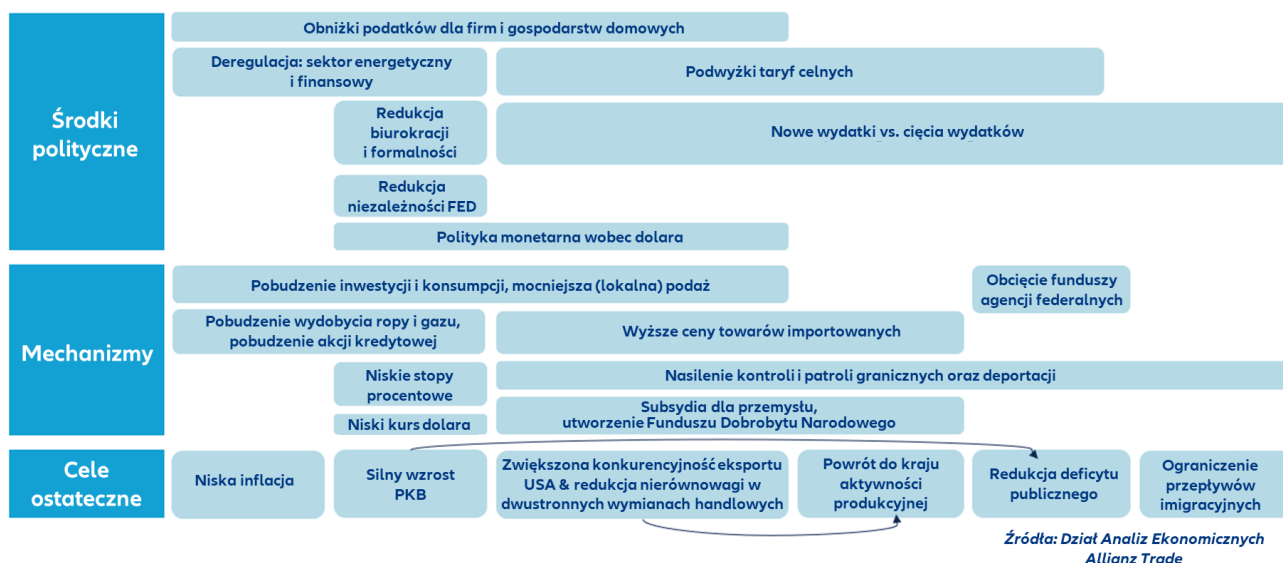 Środki
polityczne
Obniżki podatków dla firm i gospodarstw domowych
Deregulacja: sektor energetyczny
i finansowy
Podwyżki taryf celnych
Redukcja
biurokracji
i formalności
Nowe wydatki vs. cięcia wydatków
Redukcja
niezależności FED
Polityka monetarna wobec dolara
Mechanizmy
Pobudzenie inwestycji i konsumpcji, mocniejsza (lokalna) podaż
Obcięcie funduszy
agencji federalnych
Pobudzenie wydobycia ropy i gazu,
pobudzenie akcji kredytowej
Wyższe ceny towarów importowanych
Niskie stopy
procentowe
Nasilenie kontroli i patroli granicznych oraz deportacji
Niski kurs dolara
Subsydia dla przemysłu,
utworzenie Funduszu Dobrobytu Narodowego
Cele
ostateczne
Niska inflacja
Silny wzrost
PKB
Zwiększona konkurencyjność eksportu
USA & redukcja nierównowagi w
dwustronnych wymianach handlowych
Powrót do kraju
aktywności
produkcyjnej
Redukcja deficytu
publicznego
Ograniczenie
przepływów
imigracyjnych
Źródła: Dział Analiz Ekonomicznych
Allianz Trade